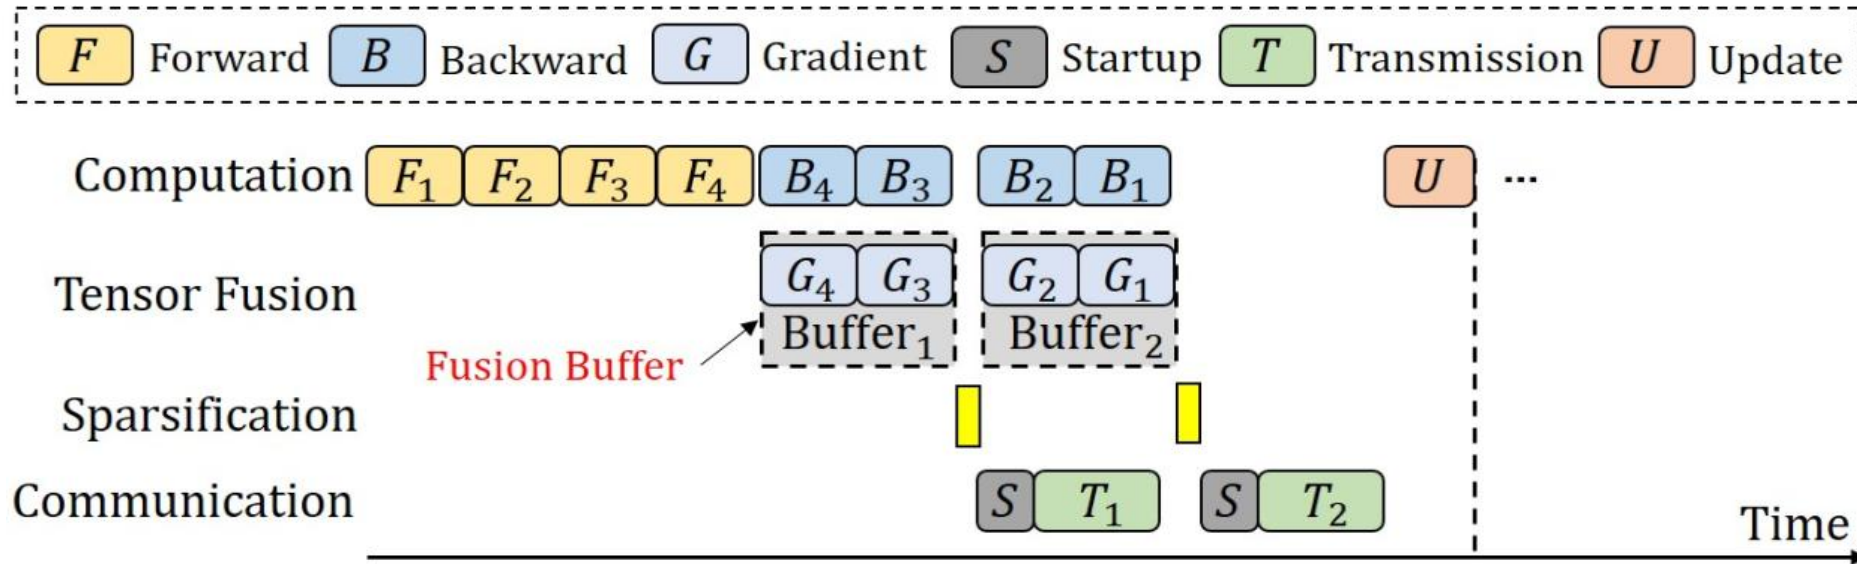 F Forward B Backward G Gradient S Startup T Transmission U Update
Computation F₁ F₂ F₃ F₄ B₄ B₃ B₂ B₁ U ...
Tensor Fusion G₄ G₃ G₂ G₁
Buffer₁ Buffer₂
Fusion Buffer
Sparsification
Communication S T₁ S T₂
Time